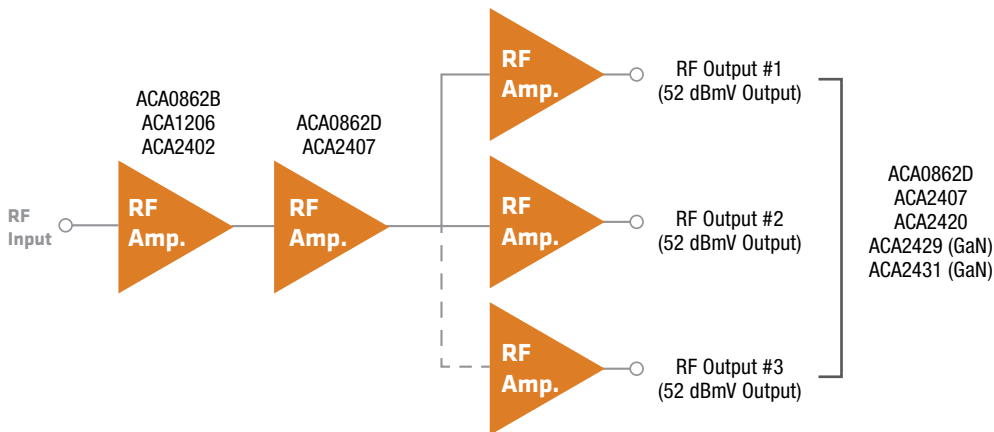 RF
Input
ACA0862B
ACA1206
ACA2402
RF
Amp.
ACA0862D
ACA2407
RF
Amp.
RF
Amp.
RF Output #1
(52 dBmV Output)
RF
Amp.
RF Output #2
(52 dBmV Output)
RF
Amp.
RF Output #3
(52 dBmV Output)
ACA0862D
ACA2407
ACA2420
ACA2429 (GaN)
ACA2431 (GaN)